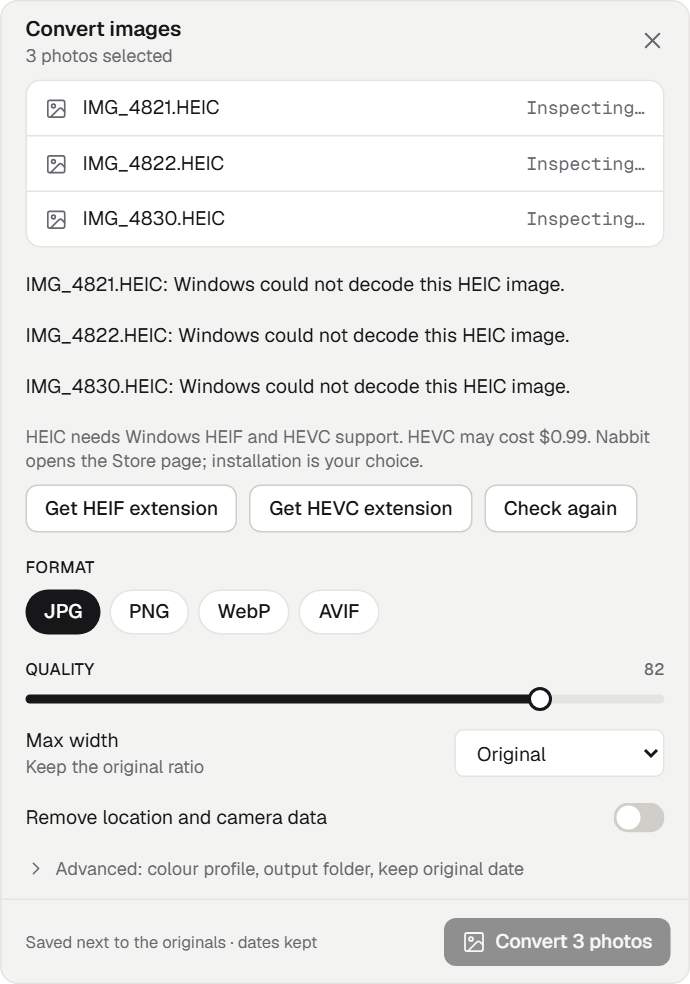 Convert images
3 photos selected
IMG_4821.HEIC Inspecting…
IMG_4822.HEIC Inspecting…
IMG_4830.HEIC Inspecting…
IMG_4821.HEIC: Windows could not decode this HEIC image.
IMG_4822.HEIC: Windows could not decode this HEIC image.
IMG_4830.HEIC: Windows could not decode this HEIC image.
HEIC needs Windows HEIF and HEVC support. HEVC may cost $0.99. Nabbit
opens the Store page; installation is your choice.
Get HEIF extension Get HEVC extension Check again
FORMAT
JPG PNG WebP AVIF
QUALITY 82
Max width
Keep the original ratio
Original
Remove location and camera data
Advanced: colour profile, output folder, keep original date
Saved next to the originals · dates kept
Convert 3 photos